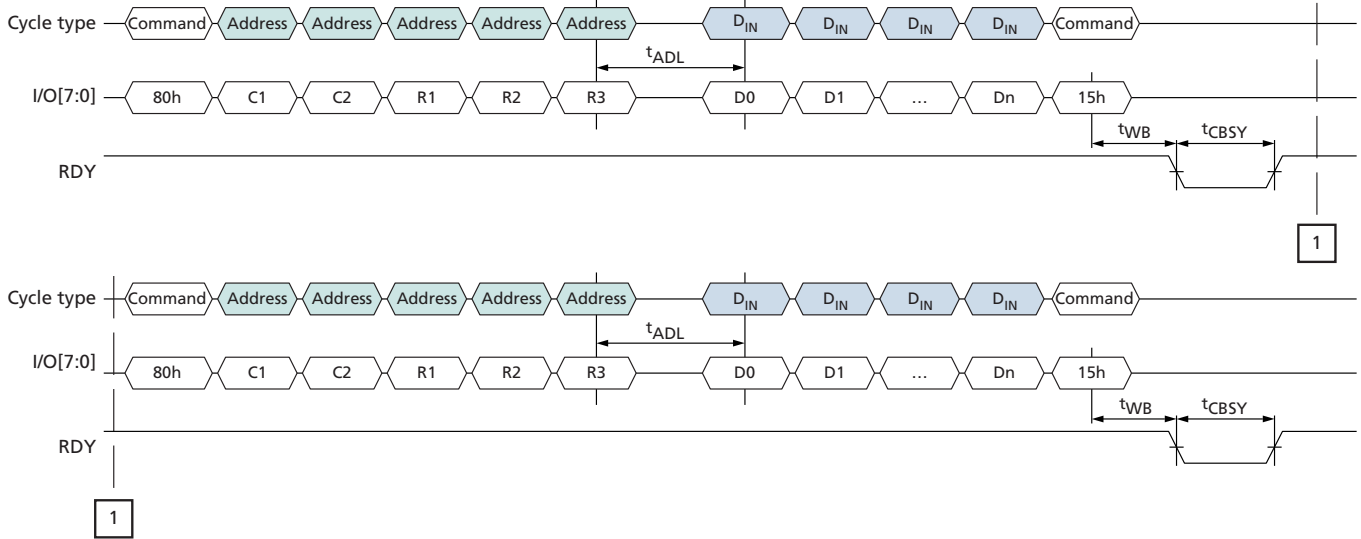 Cycle type Command Address Address Address Address Address DIN DIN DIN DIN Command
tADL
I/O[7:0] 80h C1 C2 R1 R2 R3 D0 D1 … Dn 15h
tWB tCBSY
RDY
1
Cycle type Command Address Address Address Address Address DIN DIN DIN DIN Command
tADL
I/O[7:0] 80h C1 C2 R1 R2 R3 D0 D1 … Dn 15h
tWB tCBSY
RDY
1